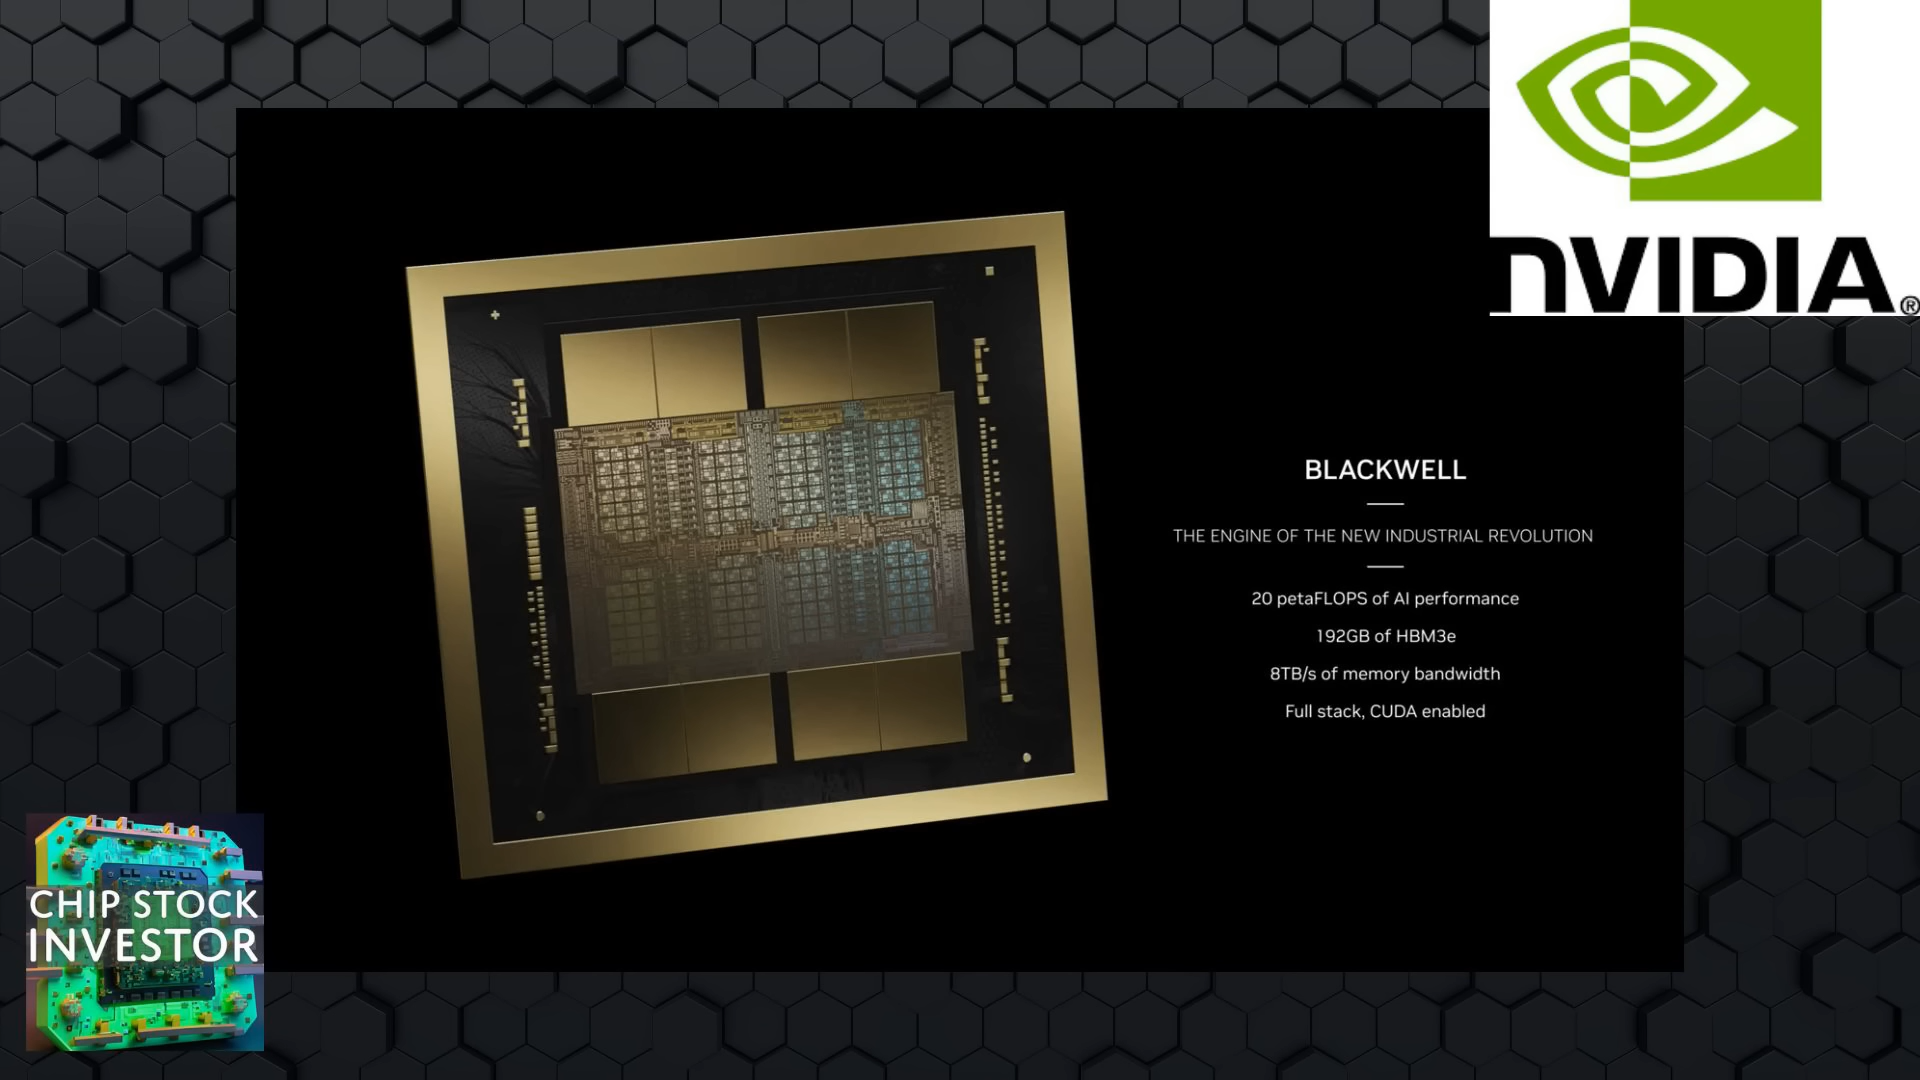 NVIDIA®
BLACKWELL
THE ENGINE OF THE NEW INDUSTRIAL REVOLUTION
20 petaFLOPS of AI performance
192GB of HBM3e
8TB/s of memory bandwidth
Full stack, CUDA enabled
CHIP STOCK
INVESTOR